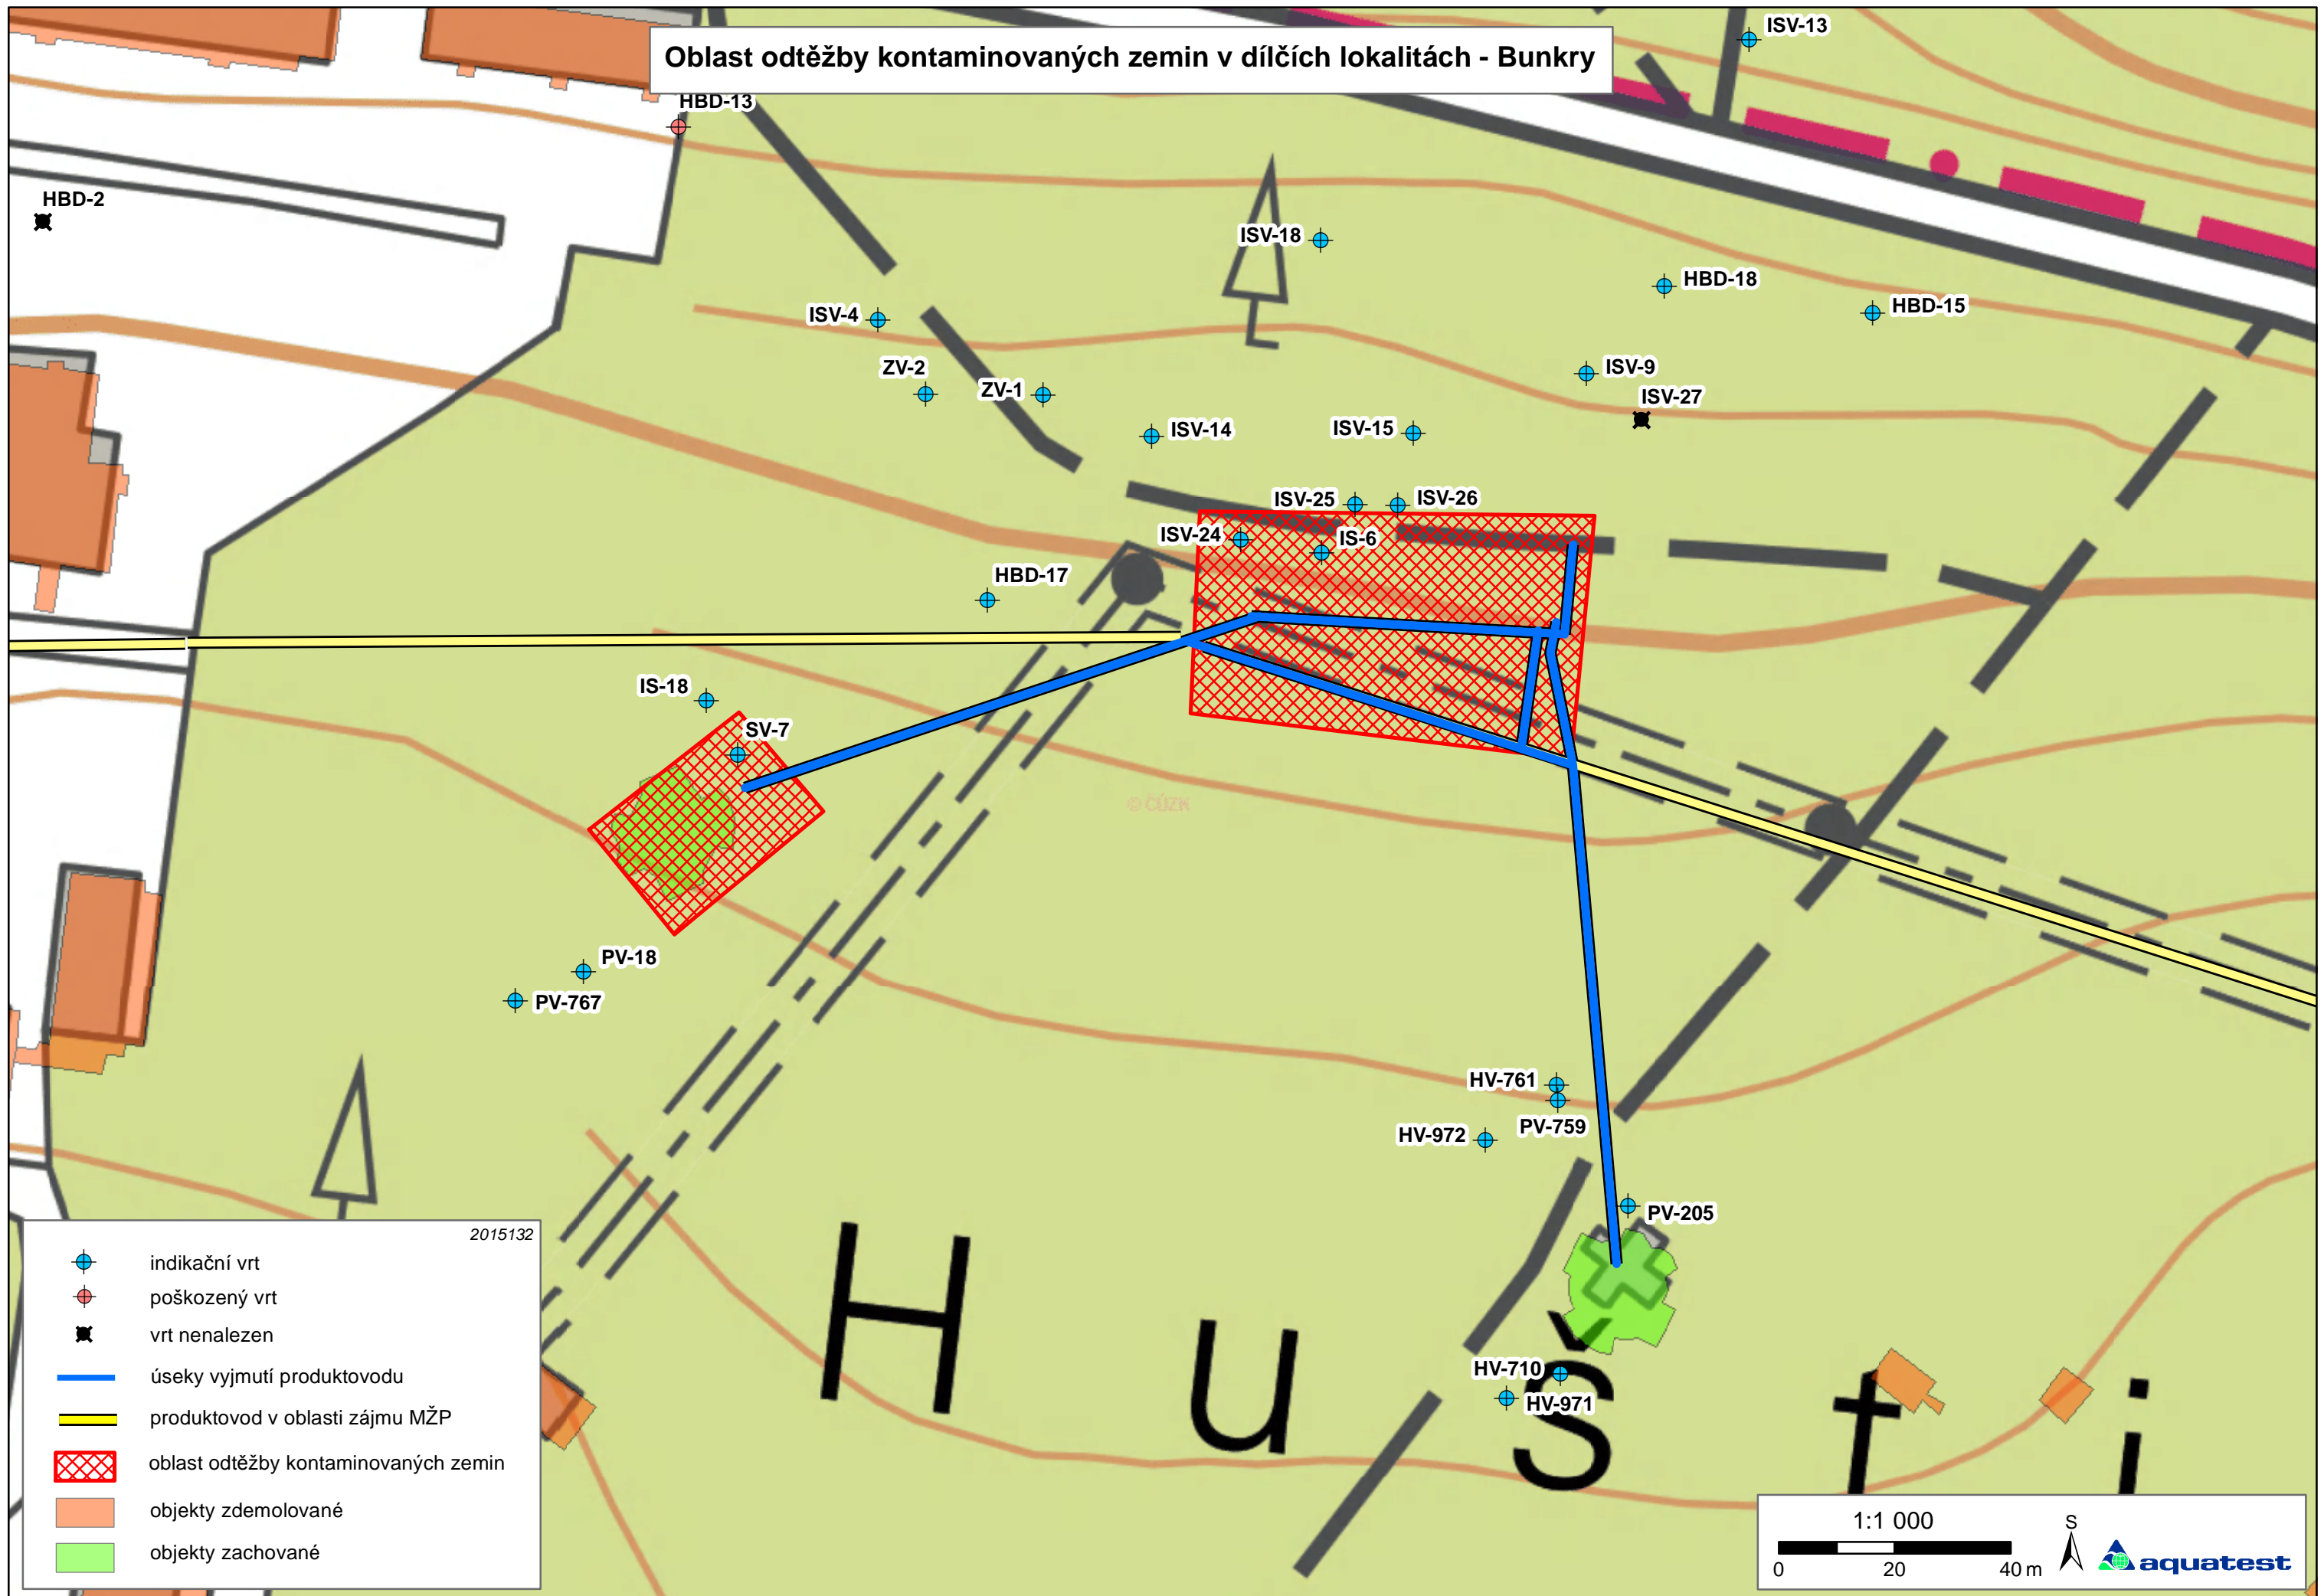 Oblast odtěžby kontaminovaných zemin v dílčích lokalitách - Bunkry
ISV-13
HBD-13
HBD-2
ISV-18
HBD-18
HBD-15
ISV-4
ZV-2
ZV-1
ISV-9
ISV-27
ISV-14
ISV-15
ISV-25
ISV-26
ISV-24
IS-6
HBD-17
IS-18
SV-7
© ČÚZK
PV-18
PV-767
HV-761
PV-759
HV-972
PV-205
HV-710
HV-971
H u š t i
2015132
indikační vrt
poškozený vrt
vrt nenalezen
úseky vyjmutí produktovodu
produktovod v oblasti zájmu MŽP
oblast odtěžby kontaminovaných zemin
objekty zdemolované
objekty zachované
1:1 000
S
0 20 40 m
aquatest